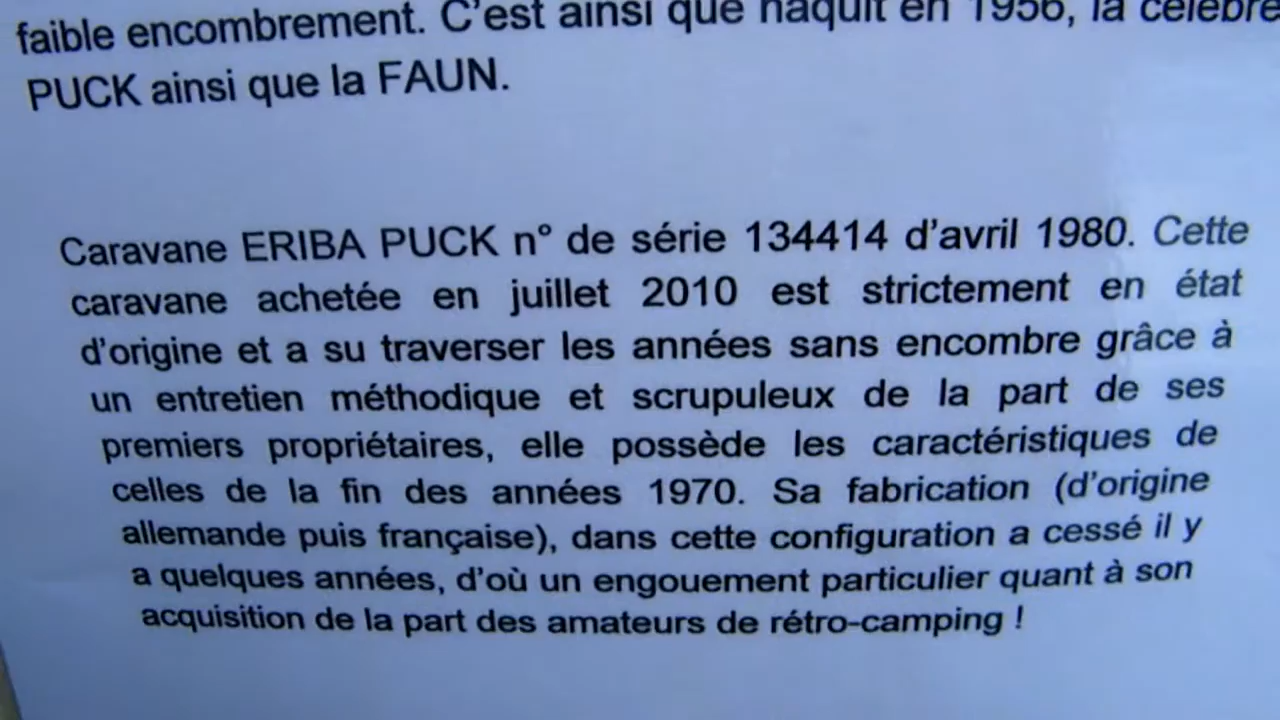 faible encombrement. C'est ainsi que naquit en 1956, la célèbre
PUCK ainsi que la FAUN.
Caravane ERIBA PUCK n° de série 134414 d'avril 1980. Cette
caravane achetée en juillet 2010 est strictement en état
d'origine et a su traverser les années sans encombre grâce à
un entretien méthodique et scrupuleux de la part de ses
premiers propriétaires, elle possède les caractéristiques de
celles de la fin des années 1970. Sa fabrication (d'origine
allemande puis française), dans cette configuration a cessé il y
a quelques années, d'où un engouement particulier quant à son
acquisition de la part des amateurs de rétro-camping !